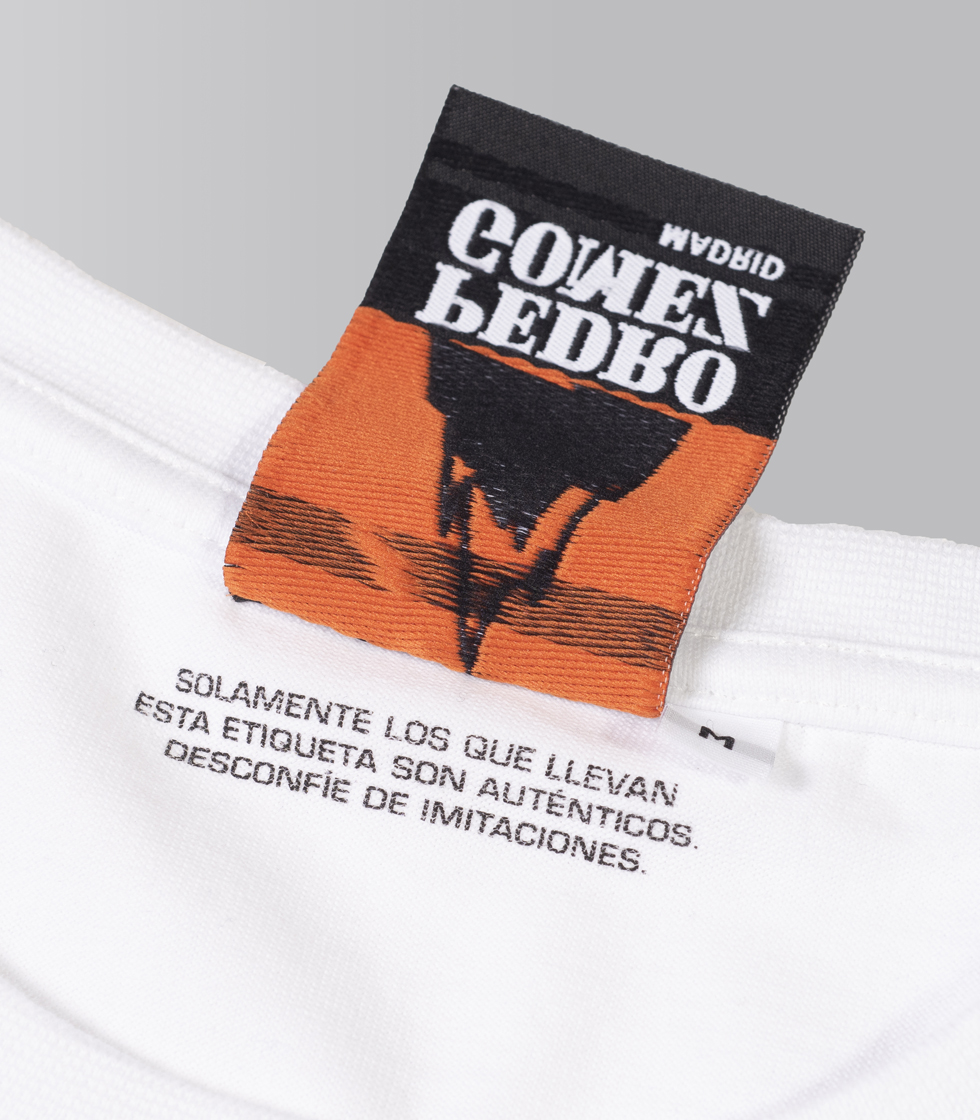 PEDRO
GOMEZ
MADRID
SOLAMENTE LOS QUE LLEVAN
ESTA ETIQUETA SON AUTÉNTICOS.
DESCONFÍE DE IMITACIONES.
M